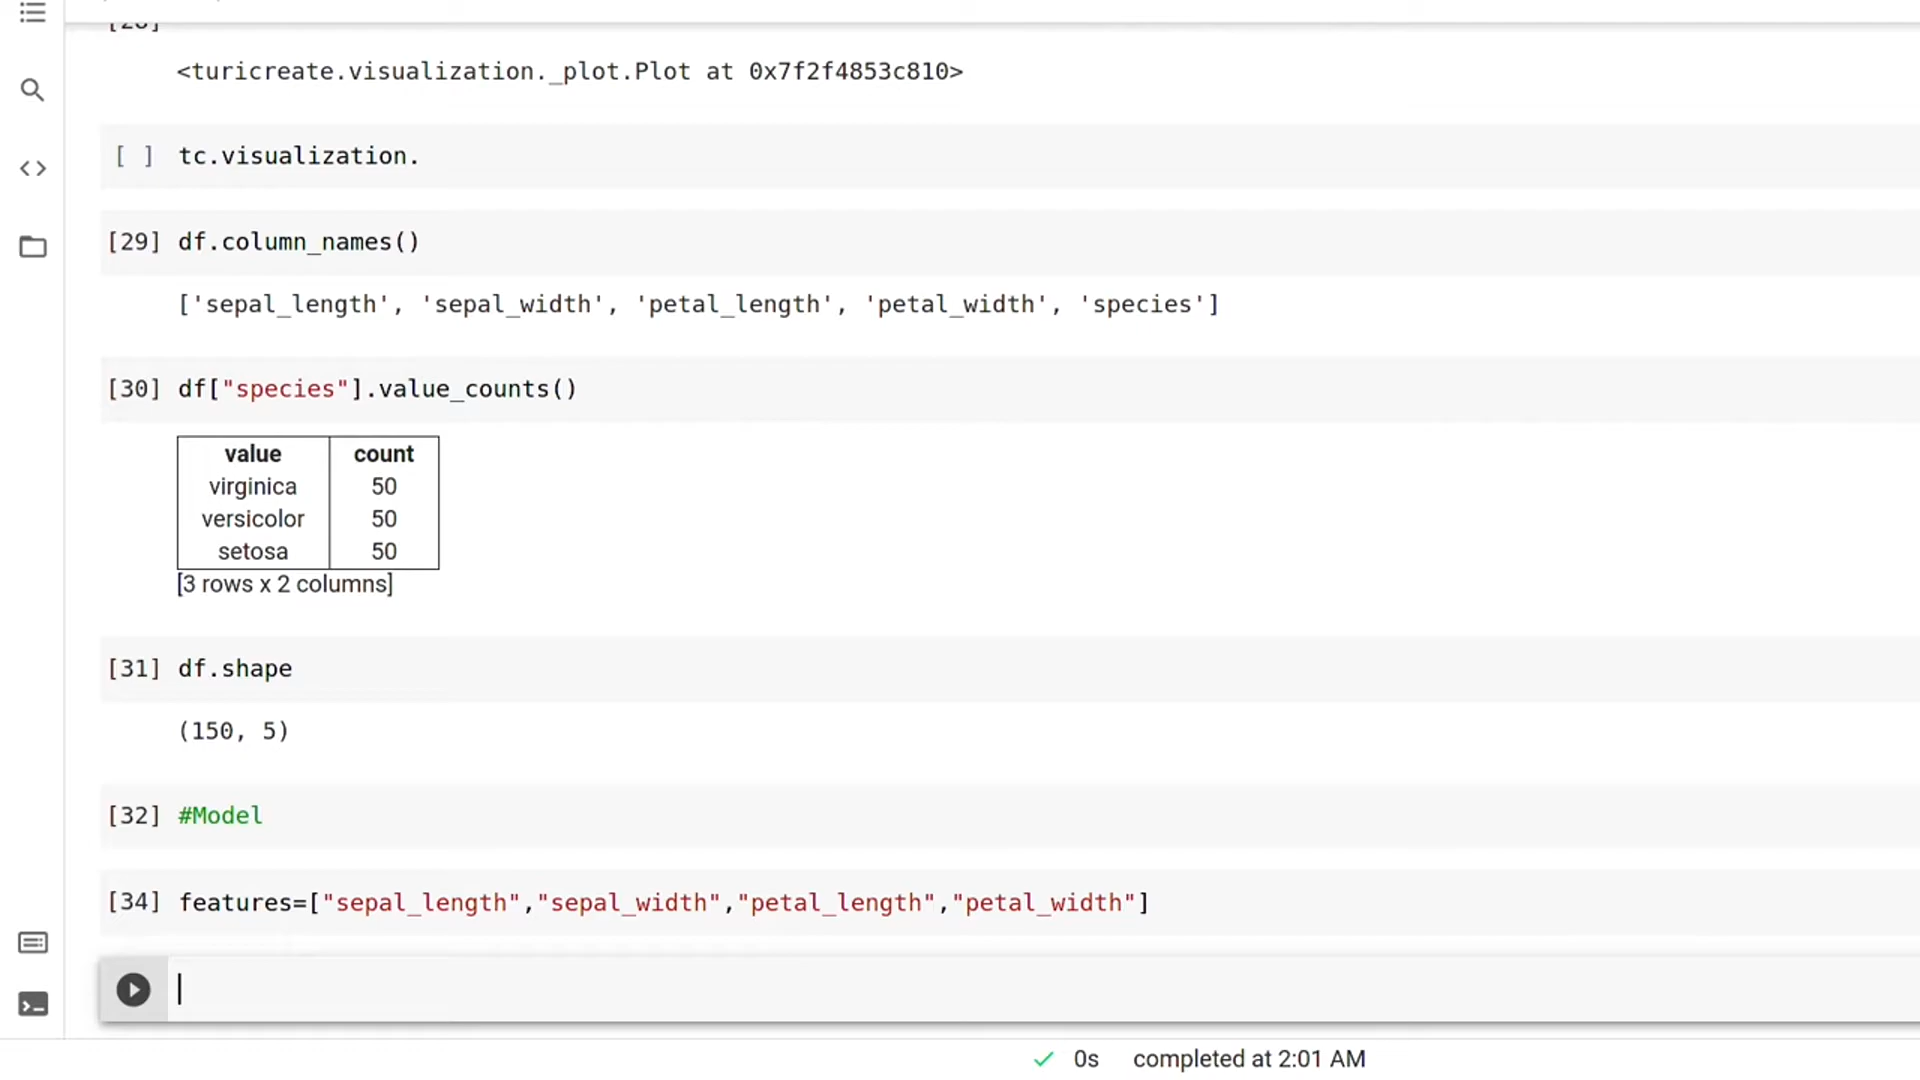 [28]
<turicreate.visualization._plot.Plot at 0x7f2f4853c810>
[ ] tc.visualization.
[29] df.column_names()
['sepal_length', 'sepal_width', 'petal_length', 'petal_width', 'species']
[30] df["species"].value_counts()
value count
virginica 50
versicolor 50
setosa 50
[3 rows x 2 columns]
[31] df.shape
(150, 5)
[32] #Model
[34] features=["sepal_length","sepal_width","petal_length","petal_width"]
0s completed at 2:01 AM